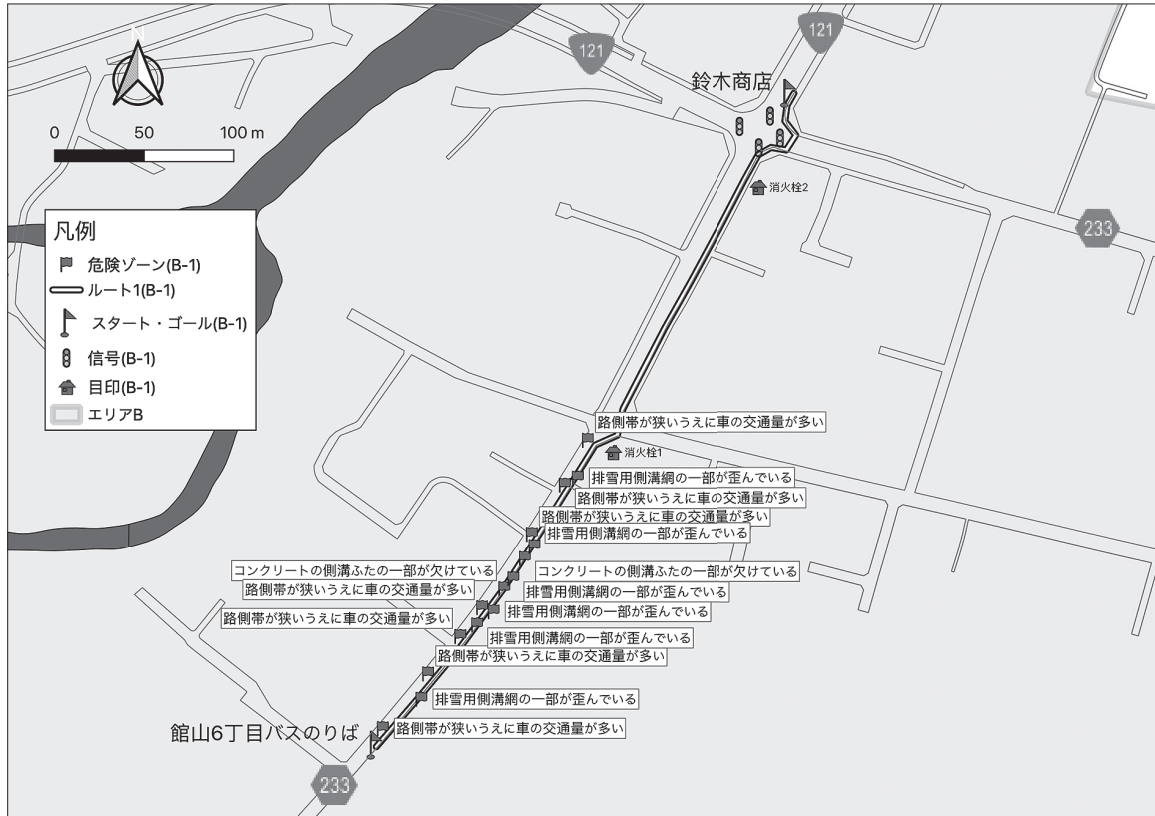 N
121
121
鈴木商店
0 50 100 m
消火栓2
凡例
危険ゾーン(B-1)
ルート1(B-1)
スタート・ゴール(B-1)
信号(B-1)
目印(B-1)
エリアB
233
路側帯が狭いうえに車の交通量が多い
消火栓1
排雪用側溝網の一部が歪んでいる
路側帯が狭いうえに車の交通量が多い
路側帯が狭いうえに車の交通量が多い
排雪用側溝網の一部が歪んでいる
コンクリートの側溝ふたの一部が欠けている
コンクリートの側溝ふたの一部が欠けている
路側帯が狭いうえに車の交通量が多い
排雪用側溝網の一部が歪んでいる
排雪用側溝網の一部が歪んでいる
路側帯が狭いうえに車の交通量が多い
排雪用側溝網の一部が歪んでいる
路側帯が狭いうえに車の交通量が多い
排雪用側溝網の一部が歪んでいる
路側帯が狭いうえに車の交通量が多い
館山6丁目バスのりば
233